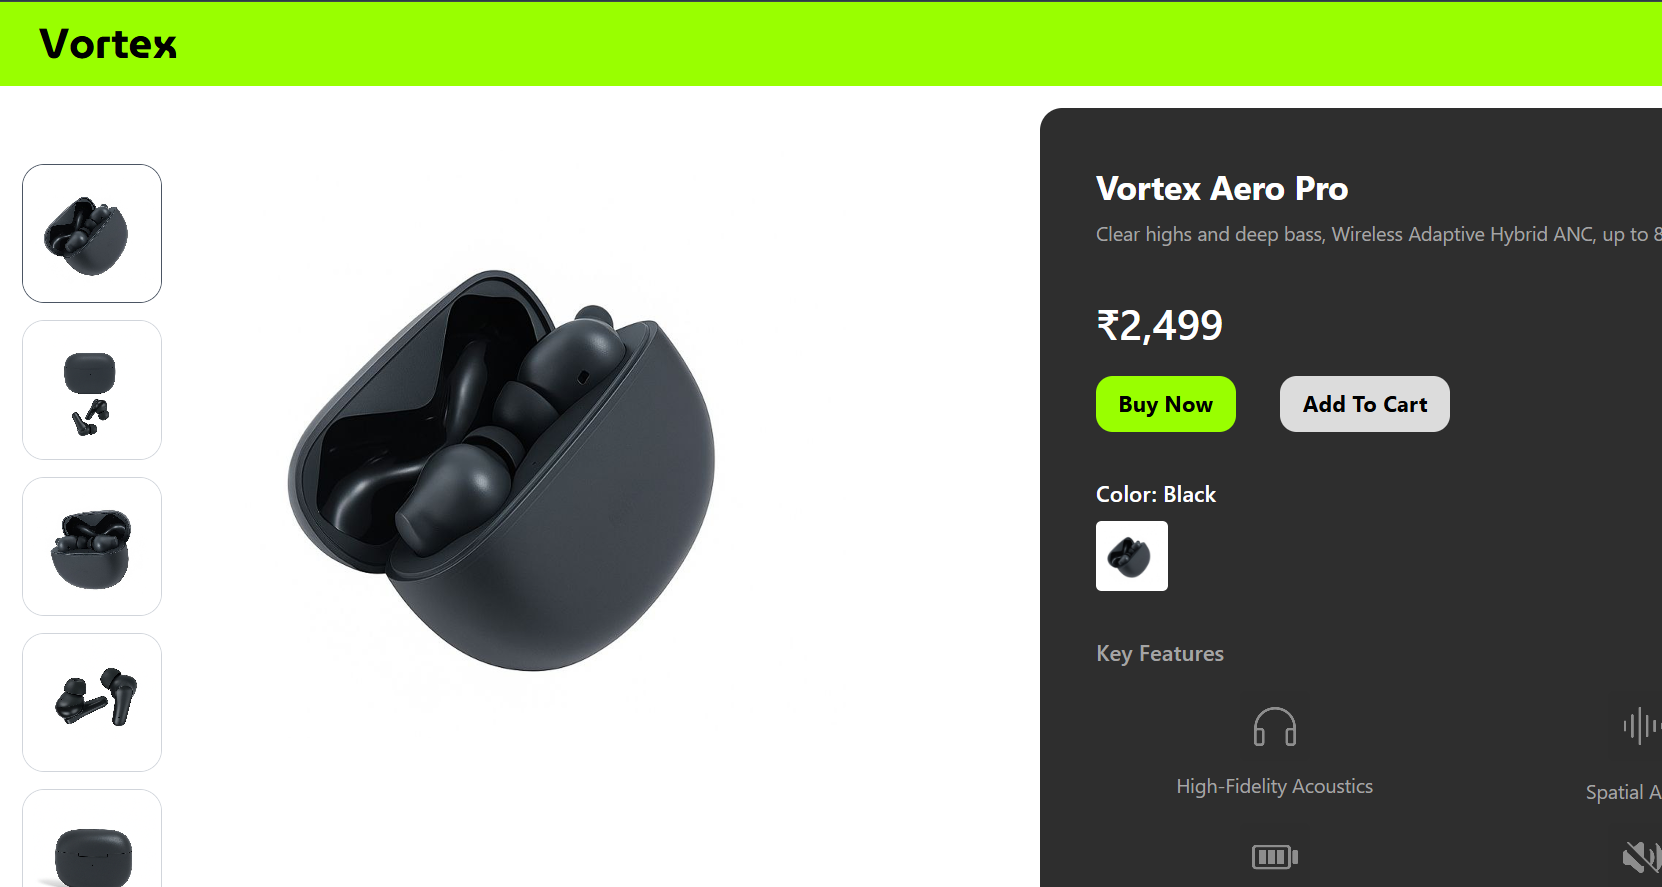 Vortex
Vortex Aero Pro
Clear highs and deep bass, Wireless Adaptive Hybrid ANC, up to 8
₹2,499
Buy Now
Add To Cart
Color: Black
Key Features
High-Fidelity Acoustics
Spatial A